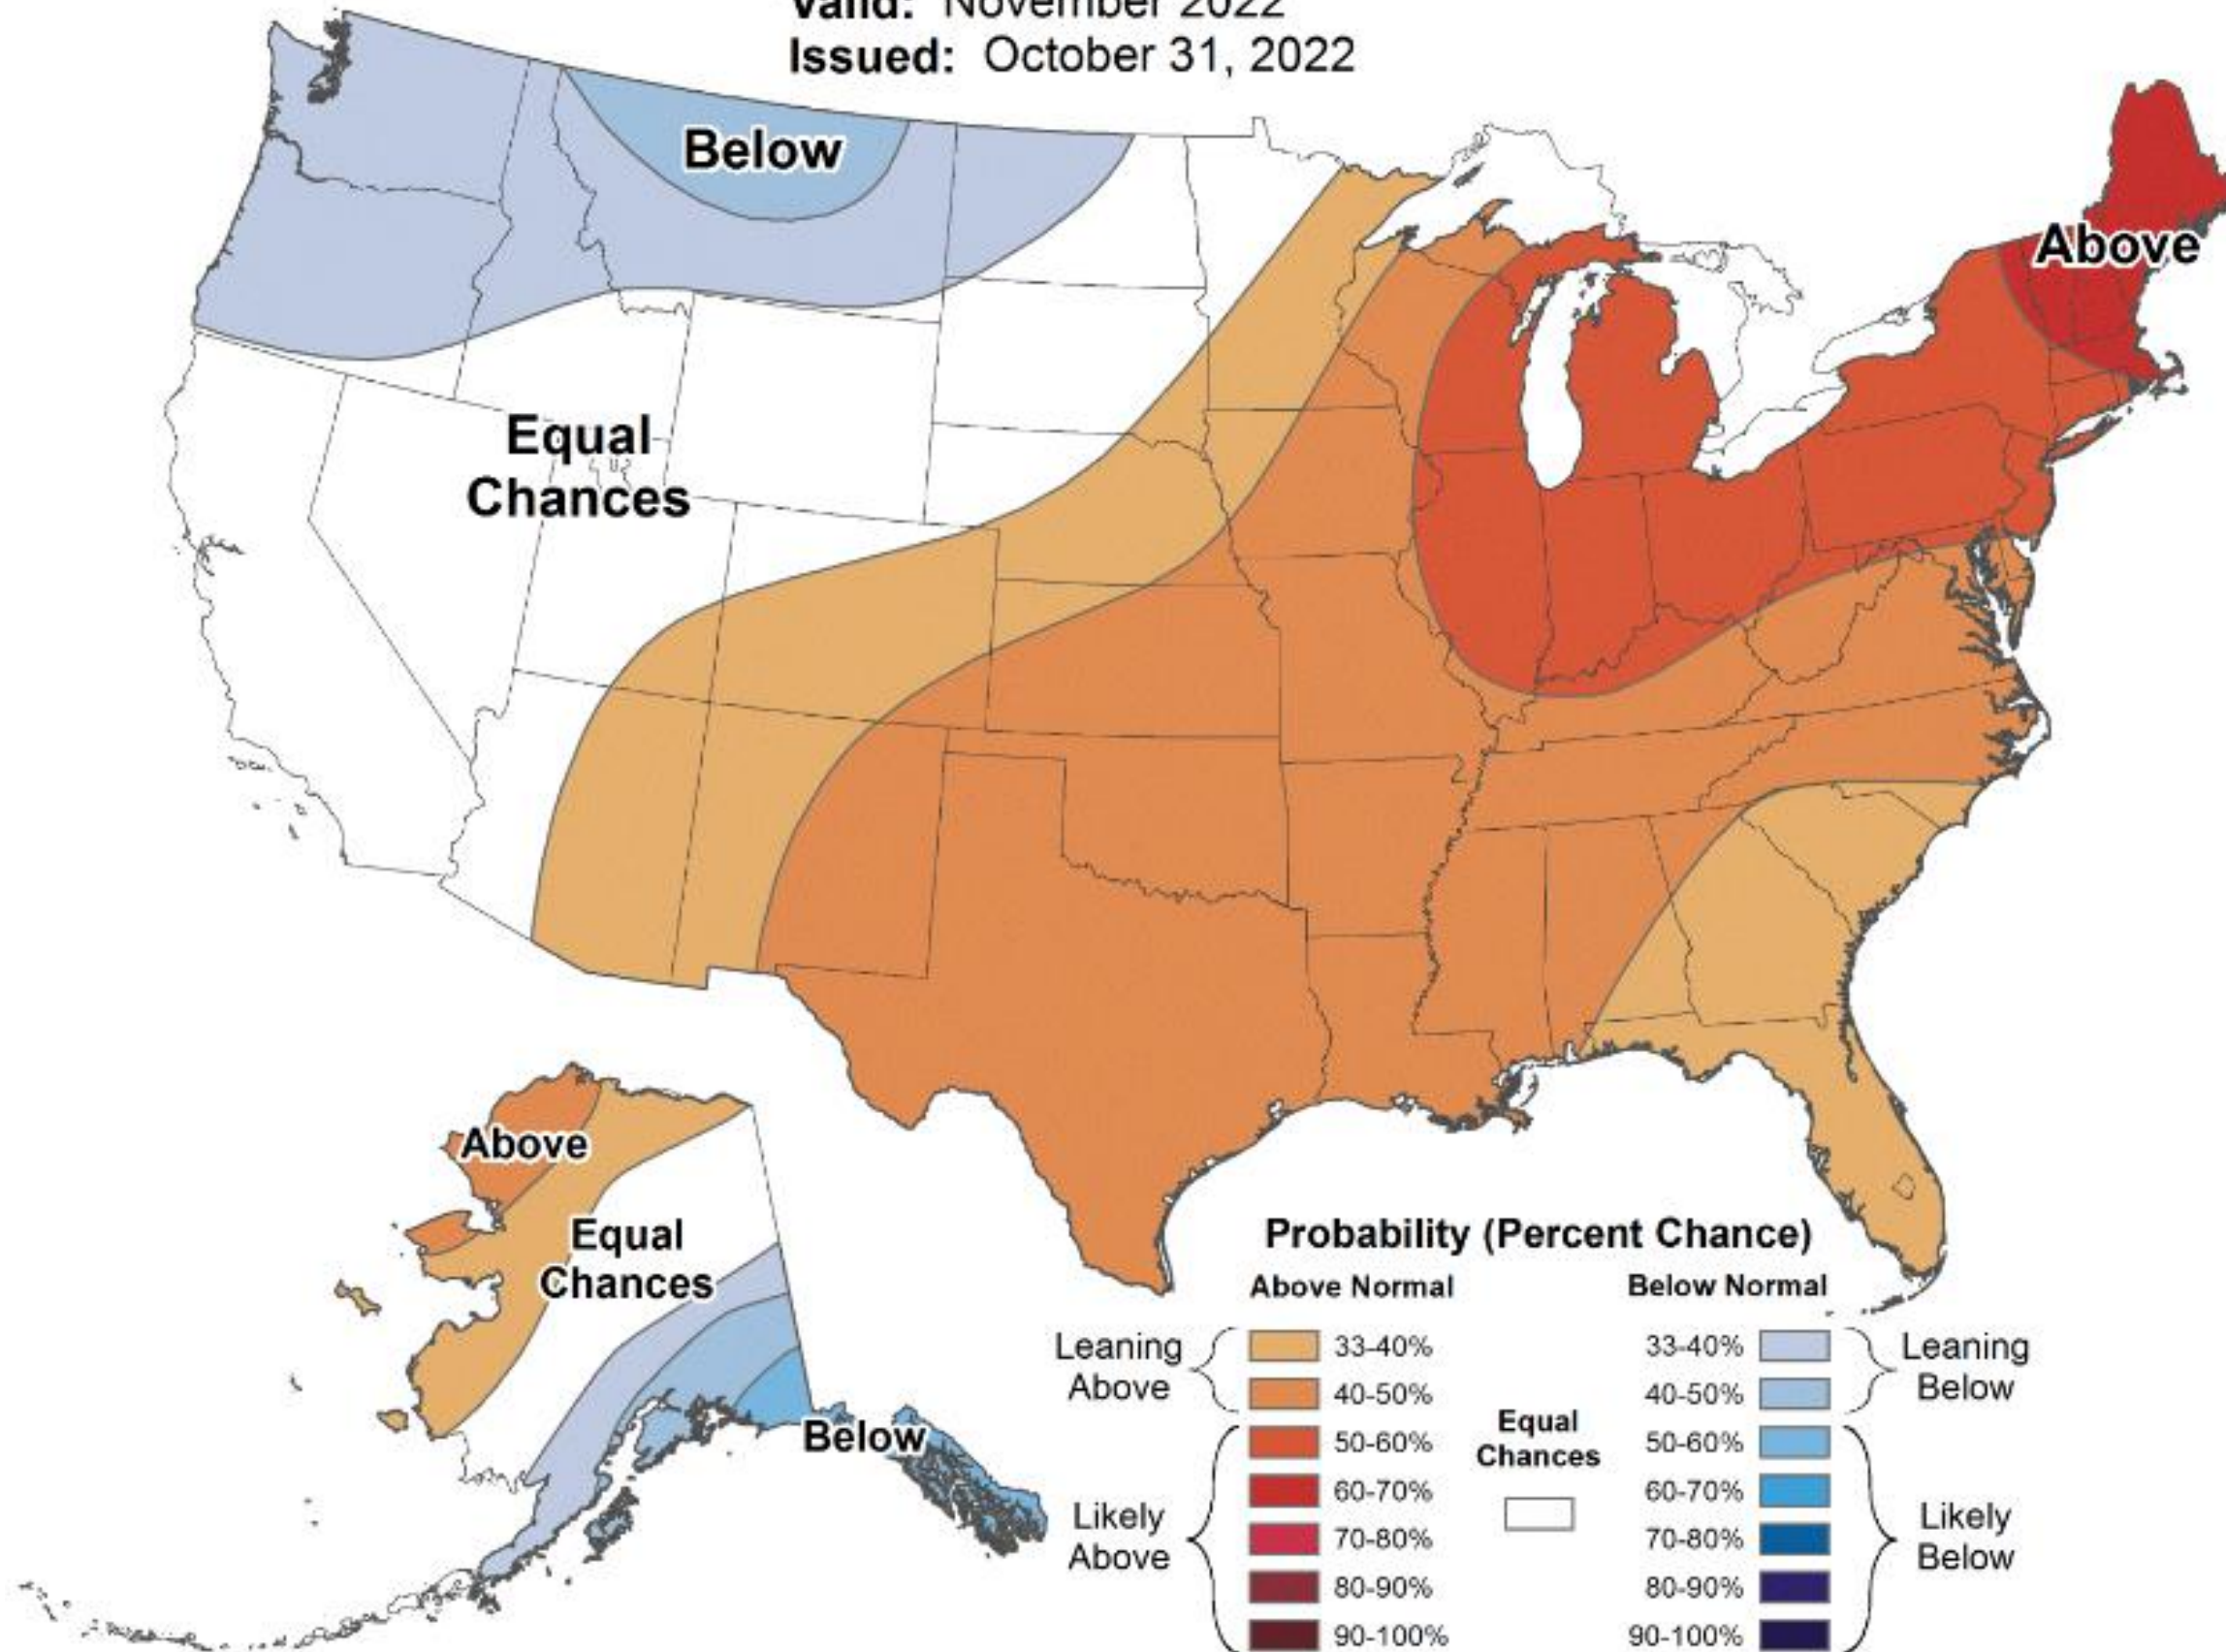 Valid: November 2022
Issued: October 31, 2022
Below
Above
Equal
Chances
Above
Equal
Chances
Below
Probability (Percent Chance)
Above Normal
Below Normal
Leaning
Above
33-40%
40-50%
Likely
Above
50-60%
60-70%
70-80%
80-90%
90-100%
Equal
Chances
33-40%
40-50%
Leaning
Below
50-60%
60-70%
70-80%
80-90%
90-100%
Likely
Below